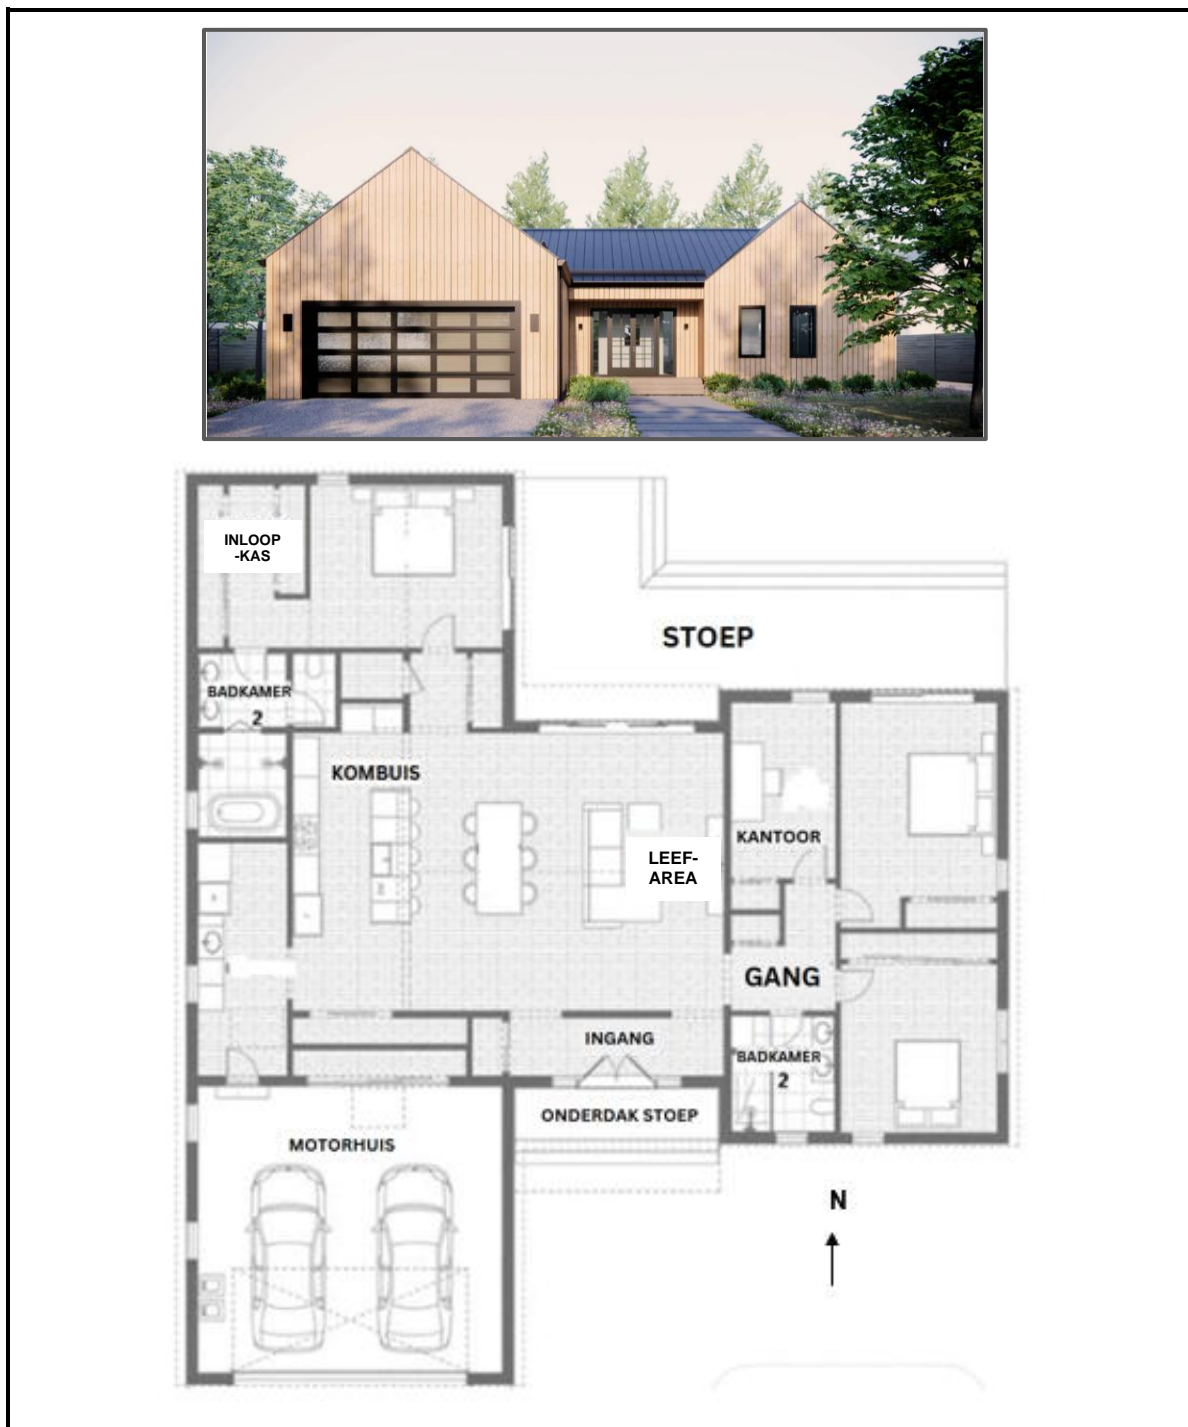 INLOOP
-KAS
STOEP
BADKAMER
2
KOMBUIS
KANTOOR
LEEF-
AREA
GANG
INGANG
BADKAMER
2
ONDERDAK STOEP
MOTORHUIS
N